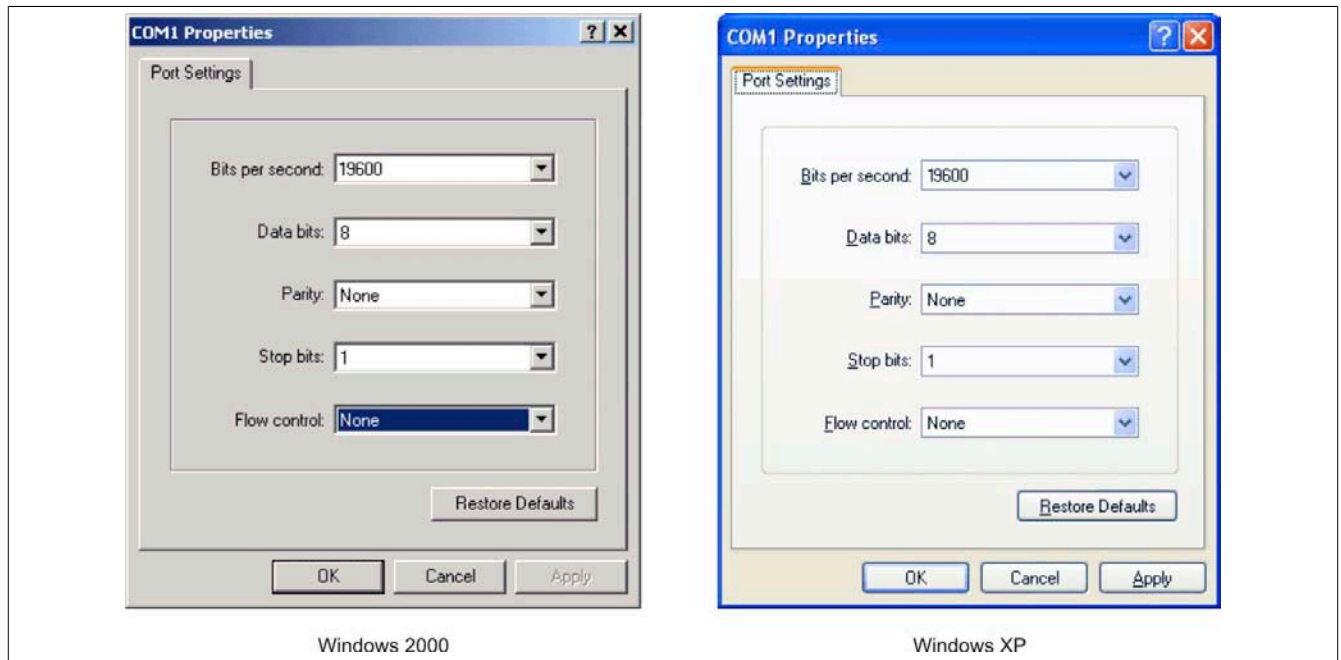 COM1 Properties
Port Settings
Bits per second: 19600
Data bits: 8
Parity: None
Stop bits: 1
Flow control: None
Restore Defaults
OK Cancel Apply
Windows 2000
COM1 Properties
Port Settings
Bits per second: 19600
Data bits: 8
Parity: None
Stop bits: 1
Flow control: None
Restore Defaults
OK Cancel Apply
Windows XP